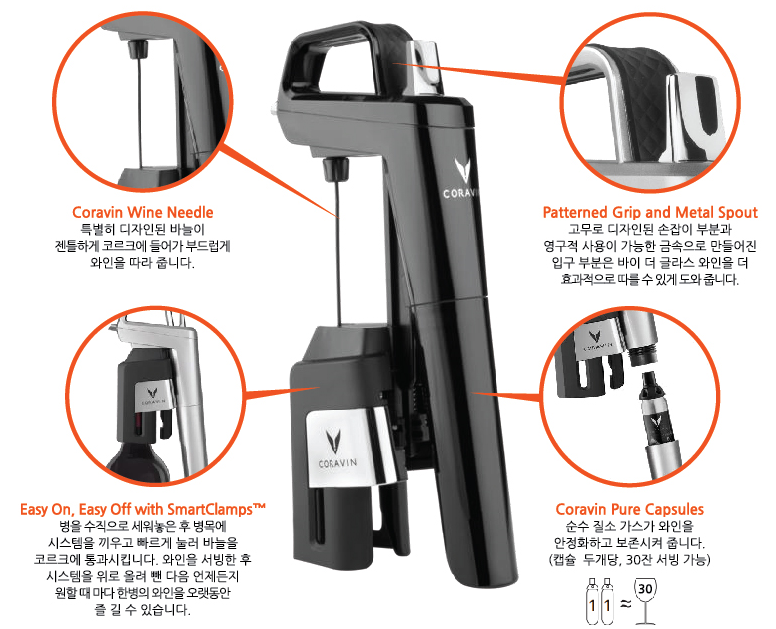 CORAVIN
Coravin Wine Needle
특별히 디자인된 바늘이
젠틀하게 코르크에 들어가 부드럽게
와인을 따라 줍니다.
Patterned Grip and Metal Spout
고무로 디자인된 손잡이 부분과
영구적 사용이 가능한 금속으로 만들어진
입구 부분은 바이 더 글라스 와인을 더
효과적으로 따를 수 있게 도와 줍니다.
CORAVIN
CORAVIN
CORAVIN
Easy On, Easy Off with SmartClamps™
병을 수직으로 세워놓은 후 병목에
시스템을 끼우고 빠르게 눌러 바늘을
코르크에 통과시킵니다. 와인을 서빙한 후
시스템을 위로 올려 뺀 다음 언제든지
원할 때 마다 한병의 와인을 오랫동안
즐 길 수 있습니다.
Coravin Pure Capsules
순수 질소 가스가 와인을
안정화하고 보존시켜 줍니다.
(캡슐 두개당, 30잔 서빙 가능)
1 1 ≈ 30